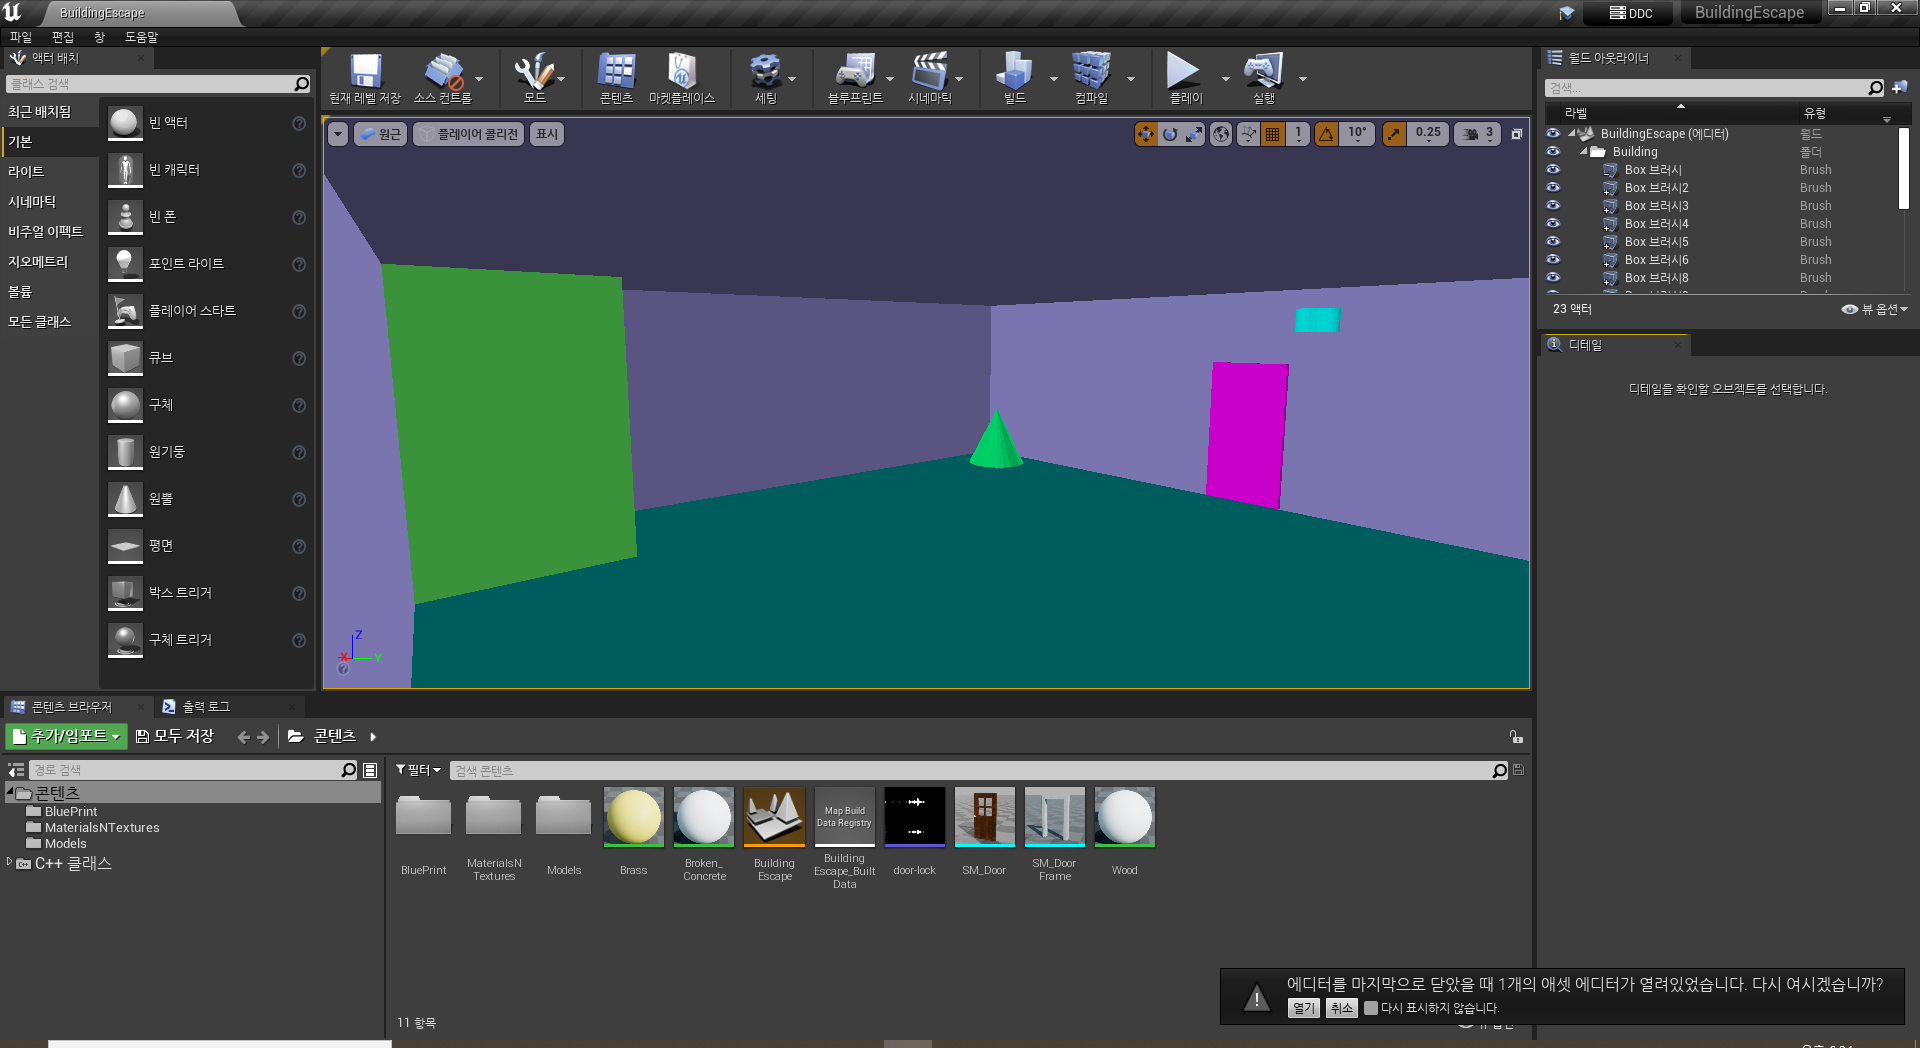 BuildingEscape
DDC
BuildingEscape
파일 편집 창 도움말
액터 배치
클래스 검색
최근 배치됨
기본
라이트
시네마틱
비주얼 이펙트
지오메트리
볼륨
모든 클래스
빈 액터
빈 캐릭터
빈 폰
포인트 라이트
플레이어 스타트
큐브
구체
원기둥
원뿔
평면
박스 트리거
구체 트리거
현재 레벨 저장
소스 컨트롤
모드
콘텐츠
마켓플레이스
세팅
블루프린트
시네마틱
빌드
컴파일
플레이
실행
원근
플레이어 콜리전
표시
1
10°
0.25
3
Z
X
Y
월드 아웃라이너
검색...
라벨 유형
BuildingEscape (에디터) 월드
Building 폴더
Box 브러시 Brush
Box 브러시2 Brush
Box 브러시3 Brush
Box 브러시4 Brush
Box 브러시5 Brush
Box 브러시6 Brush
Box 브러시8 Brush
23 액터
뷰 옵션
디테일
디테일을 확인할 오브젝트를 선택합니다.
콘텐츠 브라우저
출력 로그
추가/임포트
모두 저장
콘텐츠
경로 검색
콘텐츠
BluePrint
MaterialsNTextures
Models
C++ 클래스
필터
검색 콘텐츠
BluePrint
MaterialsN
Textures
Models
Brass
Broken_
Concrete
Building
Escape
Map Build
Data Registry
Building
Escape_Built
Data
door-lock
SM_Door
SM_Door
Frame
Wood
11 항목
에디터를 마지막으로 닫았을 때 1개의 애셋 에디터가 열려있었습니다. 다시 여시겠습니까?
열기
취소
다시 표시하지 않습니다.